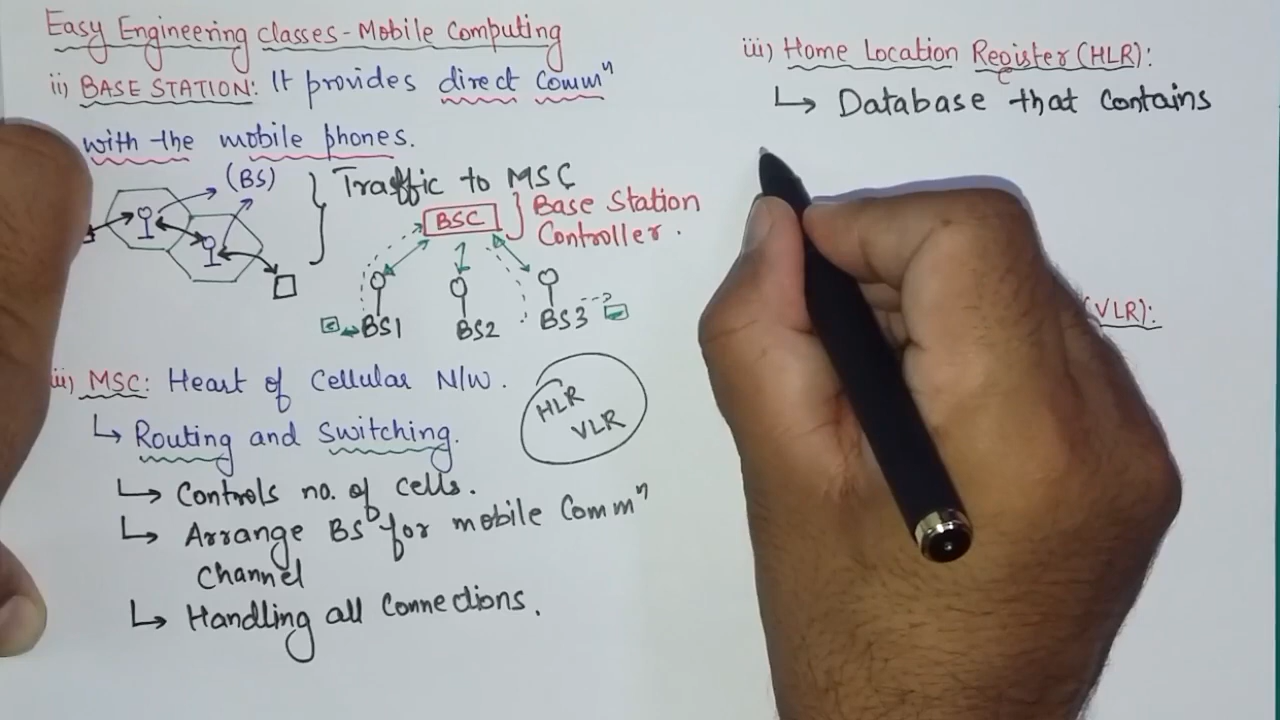 Easy Engineering classes - Mobile Computing
ii) BASE STATION: It provides direct Commⁿ
with the mobile phones.
(BS)
Traffic to MSC
BSC
Base Station
Controller.
BS1
BS2
BS3
iii) MSC: Heart of Cellular N/W.
↳ Routing and Switching.
HLR
VLR
↳ Controls no. of cells.
↳ Arrange BS for mobile Commⁿ
Channel
↳ Handling all Connections.
iii) Home Location Register (HLR):
↳ Database that Contains
(VLR):